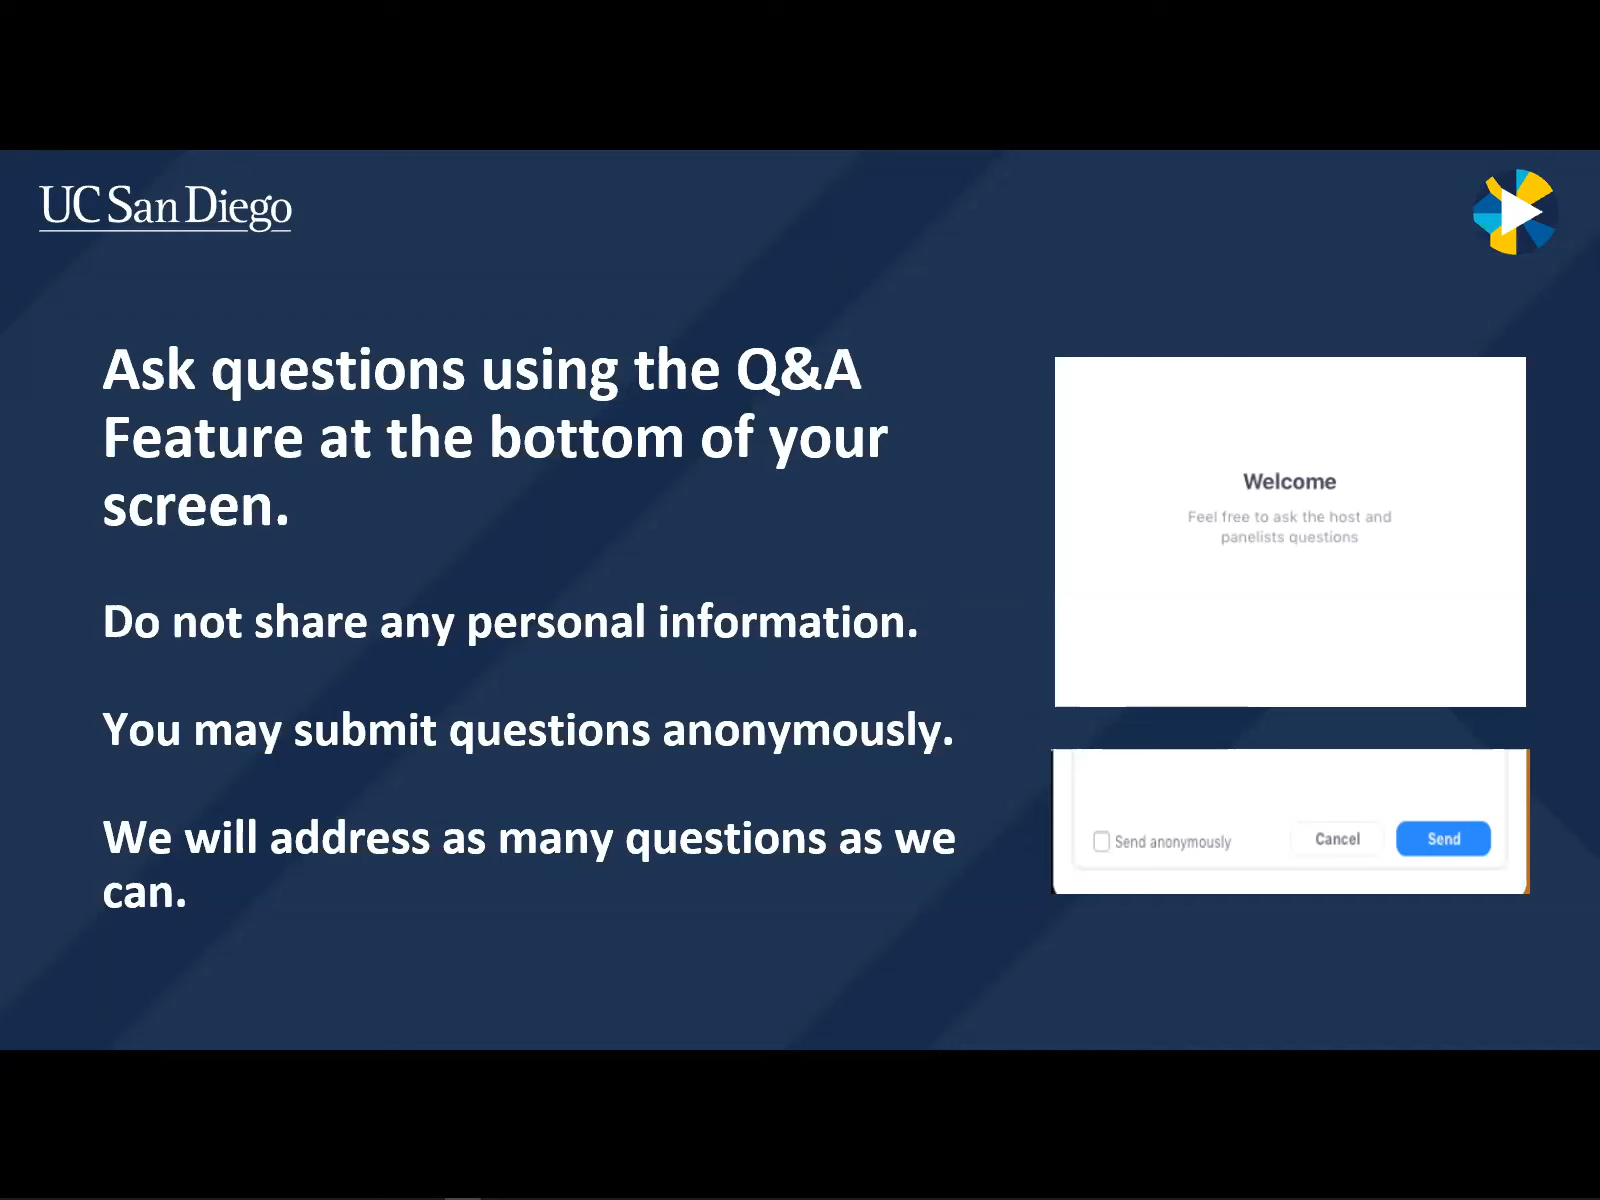 UC San Diego
Ask questions using the Q&A
Feature at the bottom of your
screen.
Do not share any personal information.
You may submit questions anonymously.
We will address as many questions as we
can.
Welcome
Feel free to ask the host and
panelists questions
Send anonymously
Cancel
Send